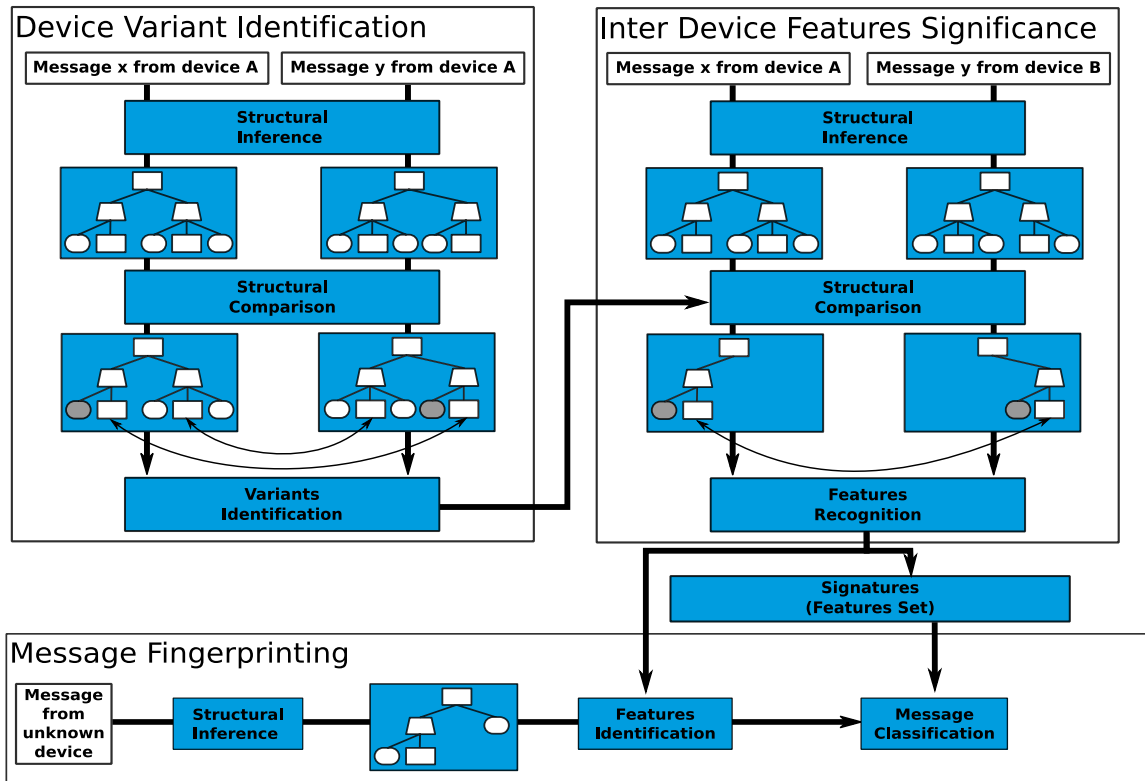 Device Variant Identification
Message x from device A
Message y from device A
Structural
Inference
Structural
Comparison
Variants
Identification
Inter Device Features Significance
Message x from device A
Message y from device B
Structural
Inference
Structural
Comparison
Features
Recognition
Signatures
(Features Set)
Message Fingerprinting
Message
from
unknown
device
Structural
Inference
Features
Identification
Message
Classification